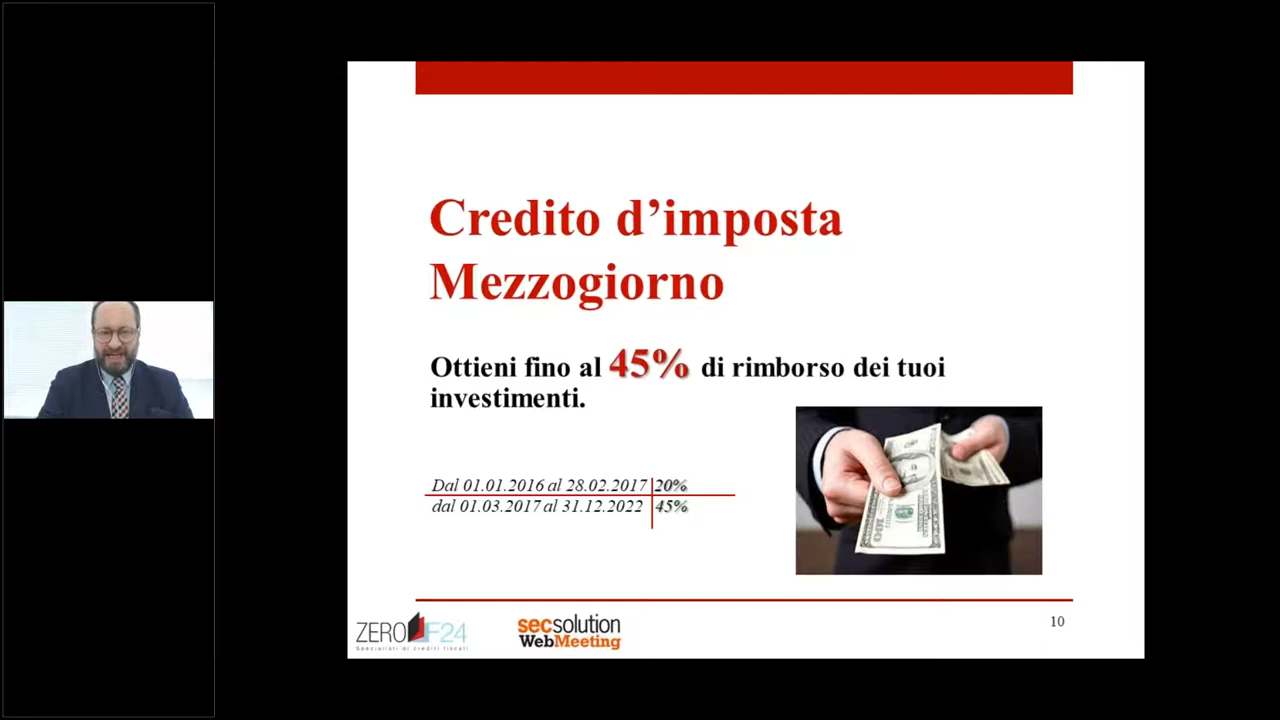 Credito d’imposta
Mezzogiorno
Ottieni fino al 45% di rimborso dei tuoi
investimenti.
Dal 01.01.2016 al 28.02.2017 20%
dal 01.03.2017 al 31.12.2022 45%
ZERO F24
Specialisti di crediti fiscali
secsolution
WebMeeting
10